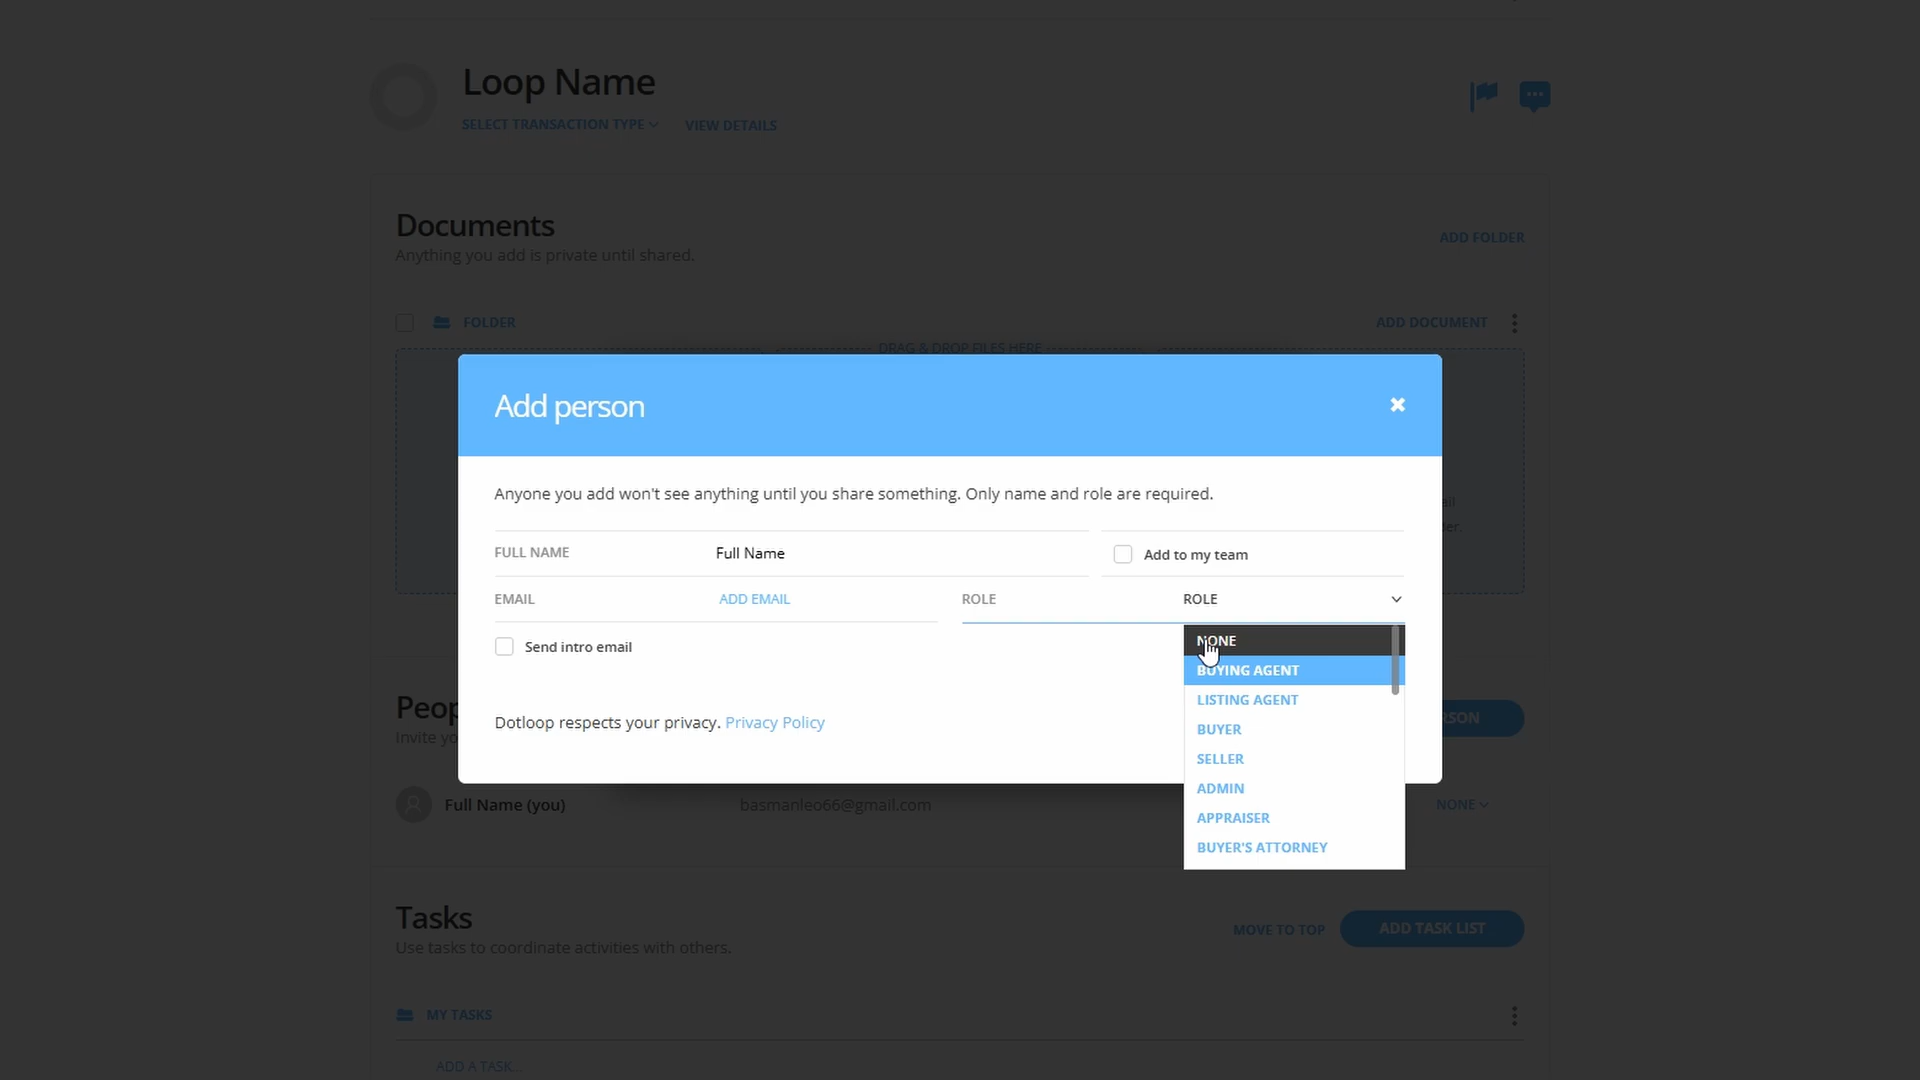 Loop Name
SELECT TRANSACTION TYPE
VIEW DETAILS
Documents
Anything you add is private until shared.
ADD FOLDER
FOLDER
ADD DOCUMENT
DRAG & DROP FILES HERE
Add person
Anyone you add won't see anything until you share something. Only name and role are required.
FULL NAME
Full Name
Add to my team
EMAIL
ADD EMAIL
ROLE
ROLE
Send intro email
NONE
BUYING AGENT
LISTING AGENT
BUYER
SELLER
ADMIN
APPRAISER
BUYER'S ATTORNEY
Dotloop respects your privacy. Privacy Policy
Full Name (you)
basmanleo66@gmail.com
NONE
Tasks
Use tasks to coordinate activities with others.
MOVE TO TOP
ADD TASK LIST
MY TASKS
ADD A TASK...